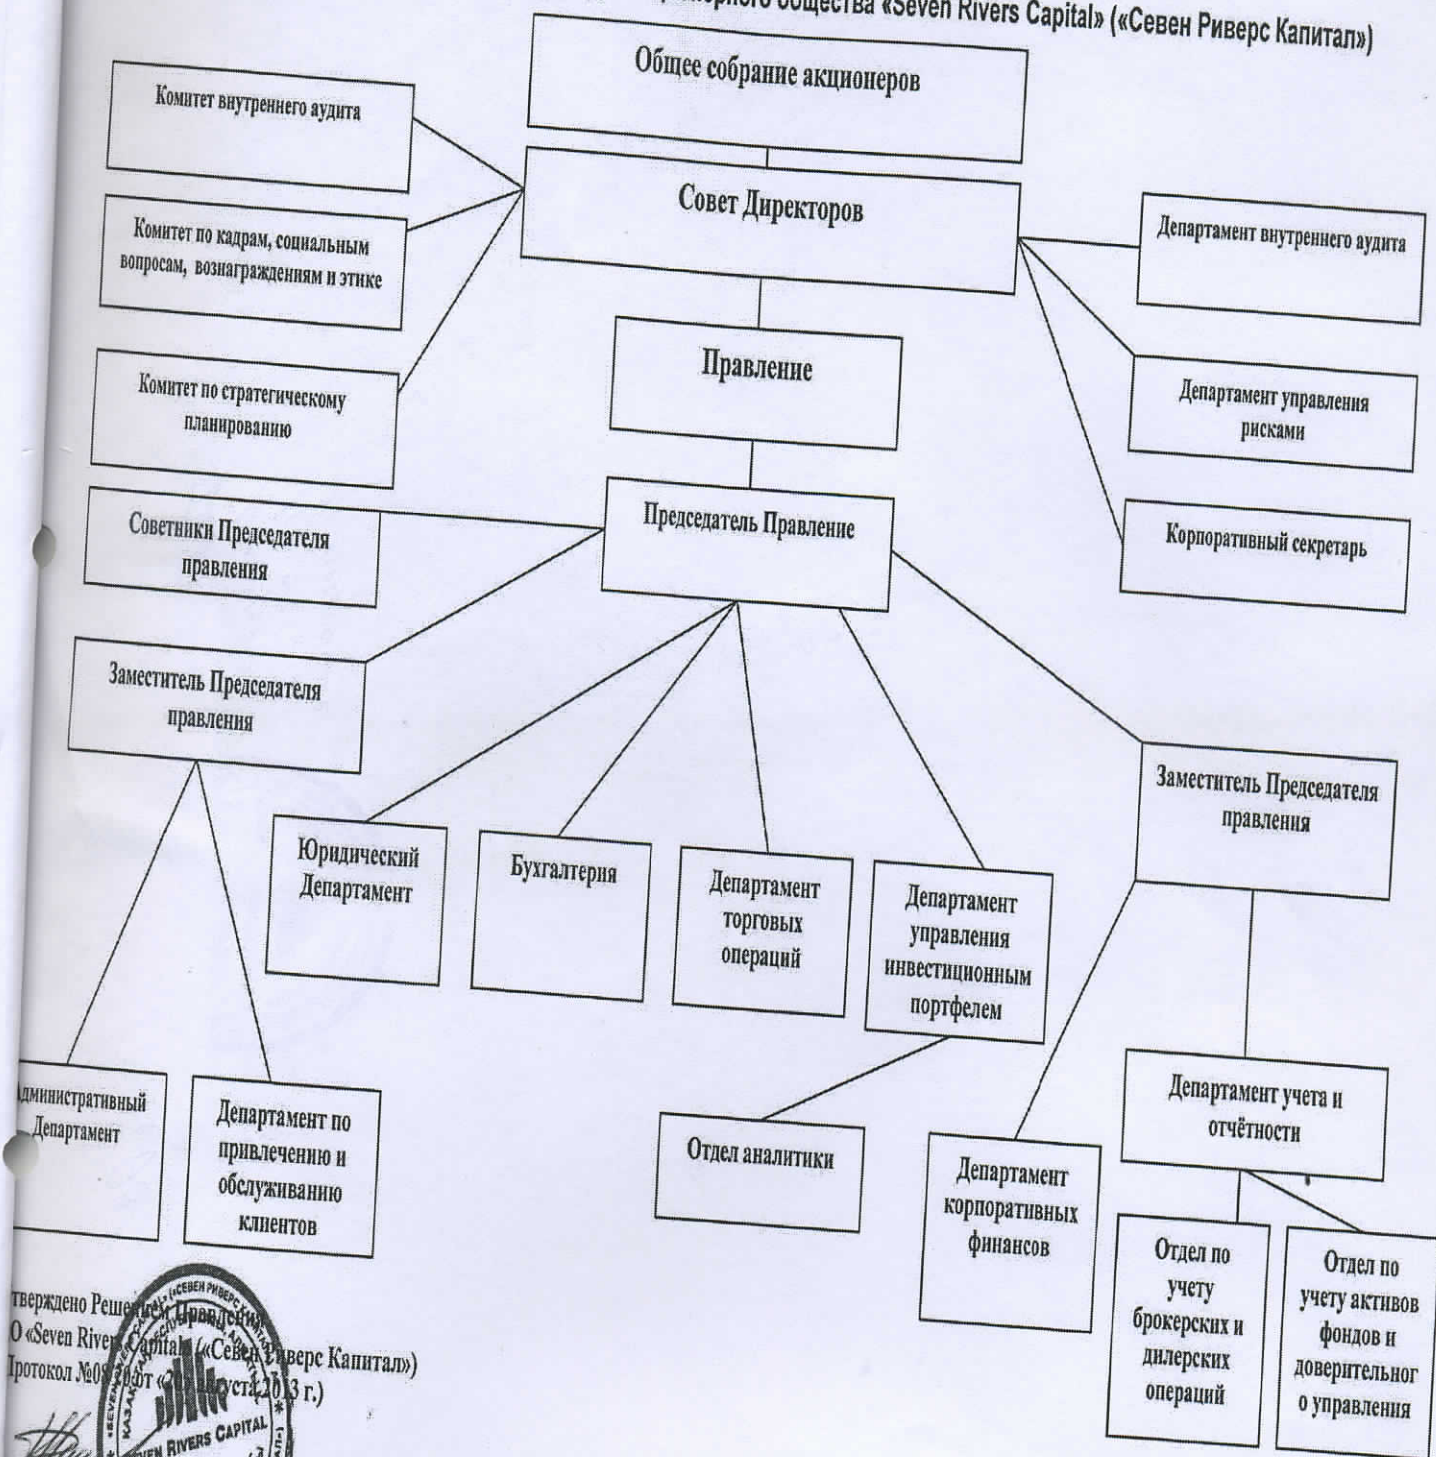 общества «Seven Rivers Capital» («Севен Риверс Капитал»)
Общее собрание акционеров
Комитет внутреннего аудита
Совет Директоров
Комитет по кадрам, социальным
вопросам, вознаграждениям и этике
Департамент внутреннего аудита
Правление
Комитет по стратегическому
планированию
Департамент управления
рисками
Советники Председателя
правления
Председатель Правление
Корпоративный секретарь
Заместитель Председателя
правления
Заместитель Председателя
правления
Юридический
Департамент
Бухгалтерия
Департамент
торговых
операций
Департамент
управления
инвестиционным
портфелем
дминистративный
Департамент
Департамент по
привлечению и
обслуживанию
клиентов
Отдел аналитики
Департамент
корпоративных
финансов
Департамент учета и
отчётности
Отдел по
учету
брокерских и
дилерских
операций
Отдел по
учету активов
фондов и
доверительног
о управления
тверждено Решением Правления
О «Seven Rivers Capital» («Севен Риверс Капитал»)
Протокол от августа 2013 г.)
SEVEN RIVERS CAPITAL